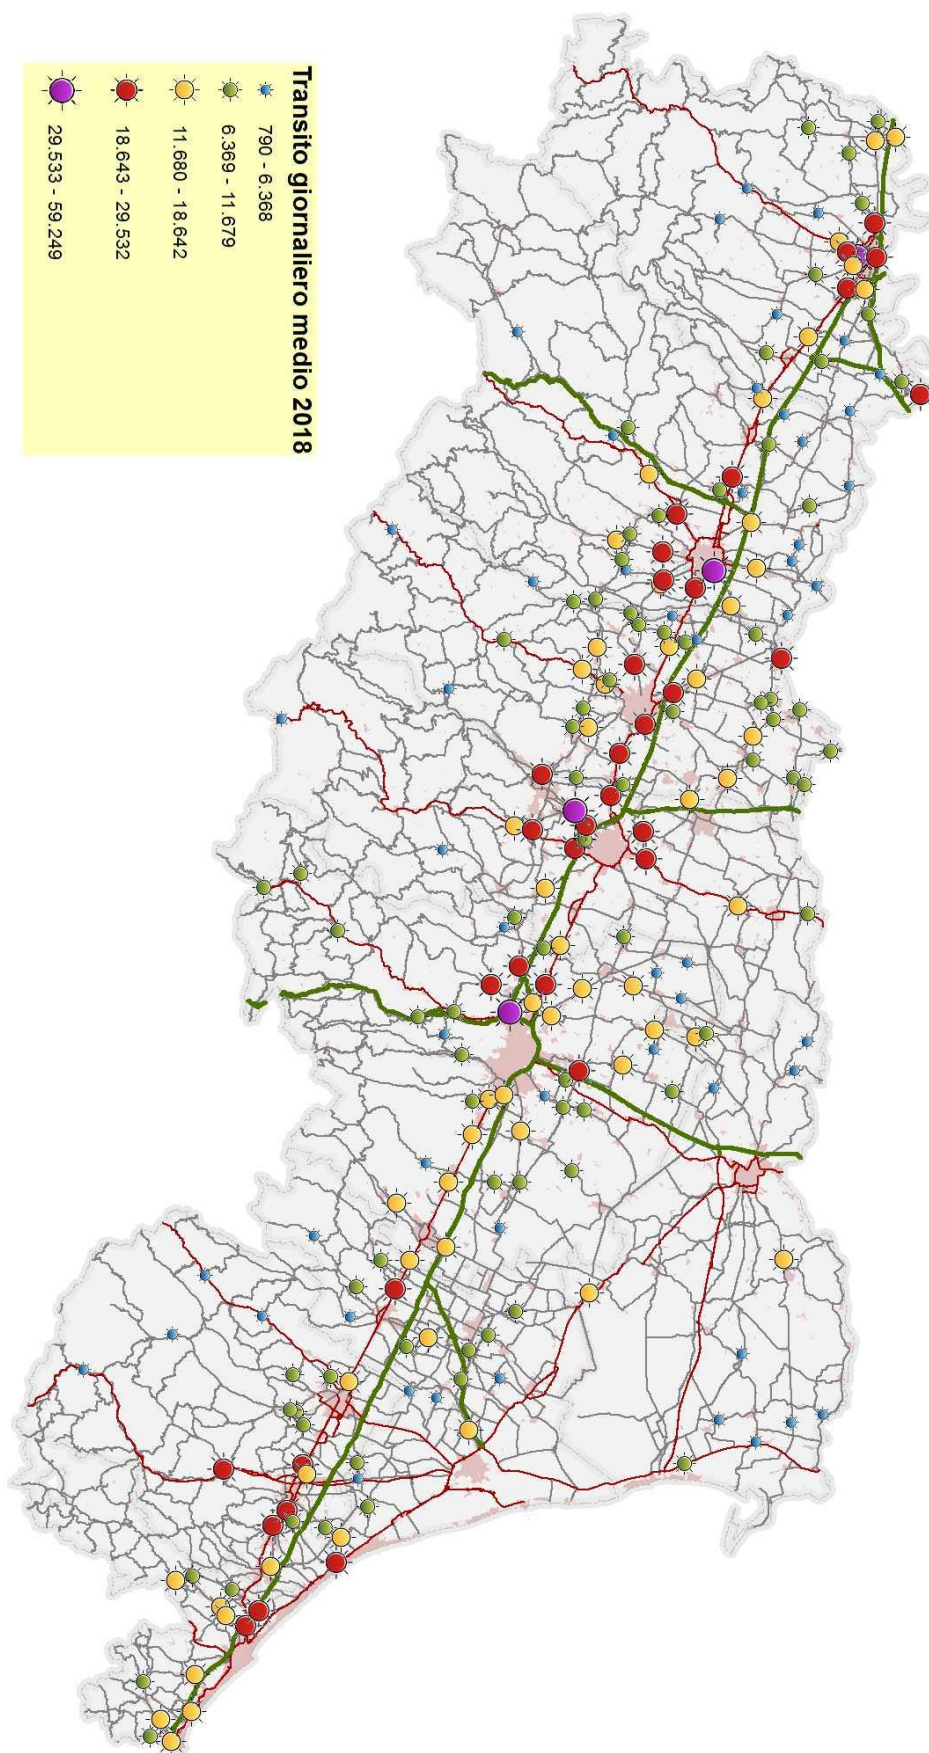 Transito giornaliero medio 2018
790 - 6.368
6.369 - 11.679
11.680 - 18.642
18.643 - 29.532
29.533 - 59.249